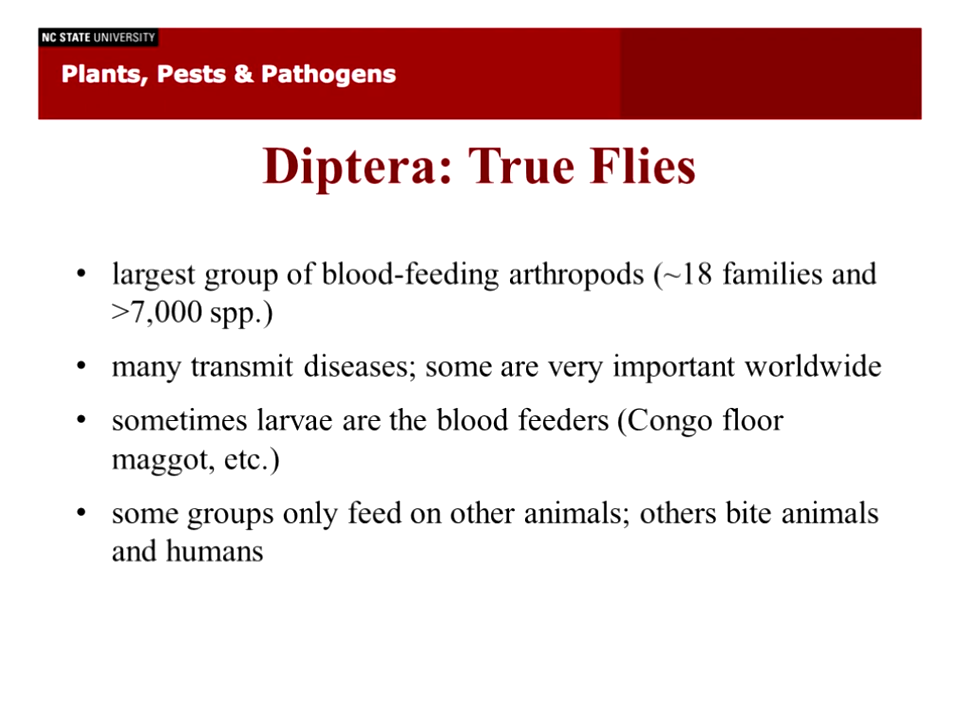 NC STATE UNIVERSITY
Plants, Pests & Pathogens
Diptera: True Flies
• largest group of blood-feeding arthropods (~18 families and
>7,000 spp.)
• many transmit diseases; some are very important worldwide
• sometimes larvae are the blood feeders (Congo floor
maggot, etc.)
• some groups only feed on other animals; others bite animals
and humans